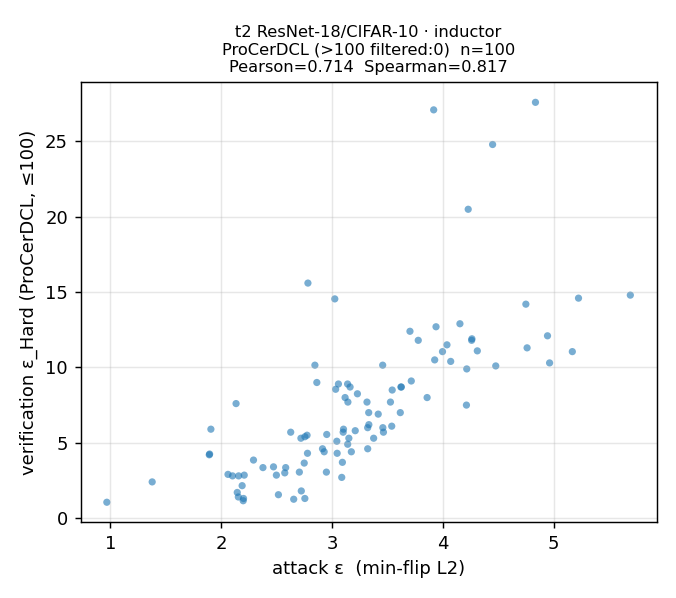 t2 ResNet-18/CIFAR-10 · inductor
ProCerDCL (>100 filtered:0)  n=100
Pearson=0.714  Spearman=0.817
verification ε_Hard (ProCerDCL, ≤100)
25
20
15
10
5
0
1
2
3
4
5
attack ε  (min-flip L2)